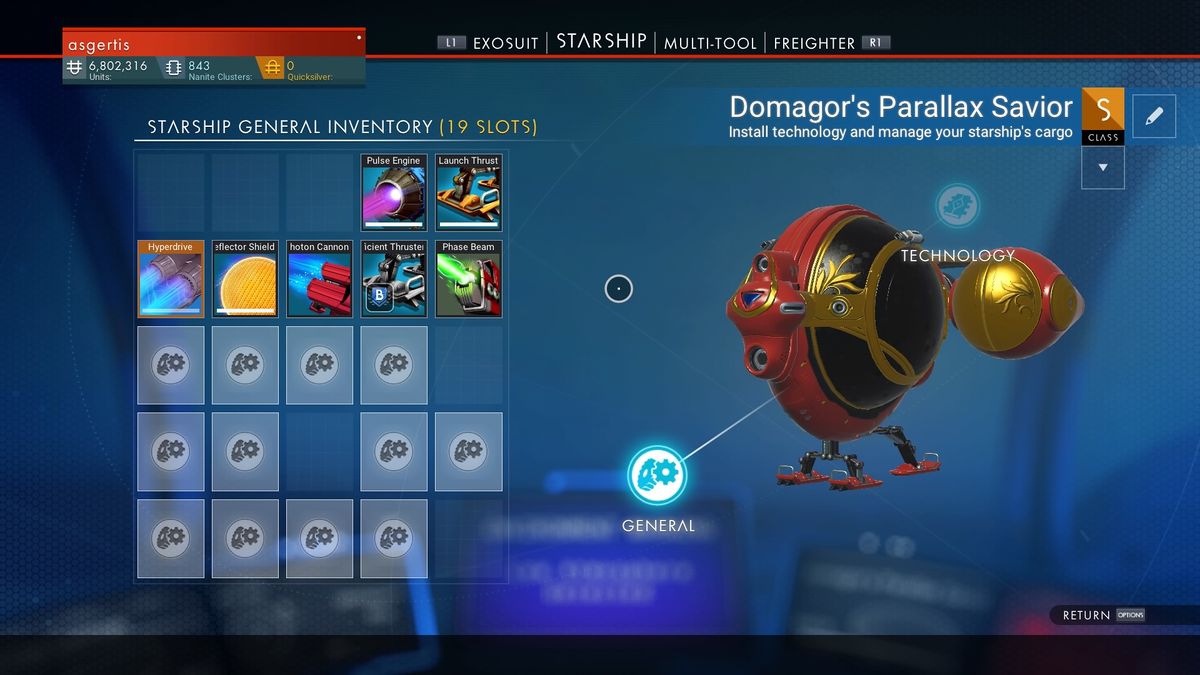 asgertis
6,802,316
Units:
843
Nanite Clusters:
0
Quicksilver:
L1 EXOSUIT STARSHIP MULTI-TOOL FREIGHTER R1
Domagor's Parallax Savior
Install technology and manage your starship's cargo
S
CLASS
STARSHIP GENERAL INVENTORY (19 SLOTS)
Pulse Engine Launch Thrust
Hyperdrive eflector Shield hoton Cannon icient Thruste Phase Beam
B
TECHNOLOGY
GENERAL
RETURN OPTIONS